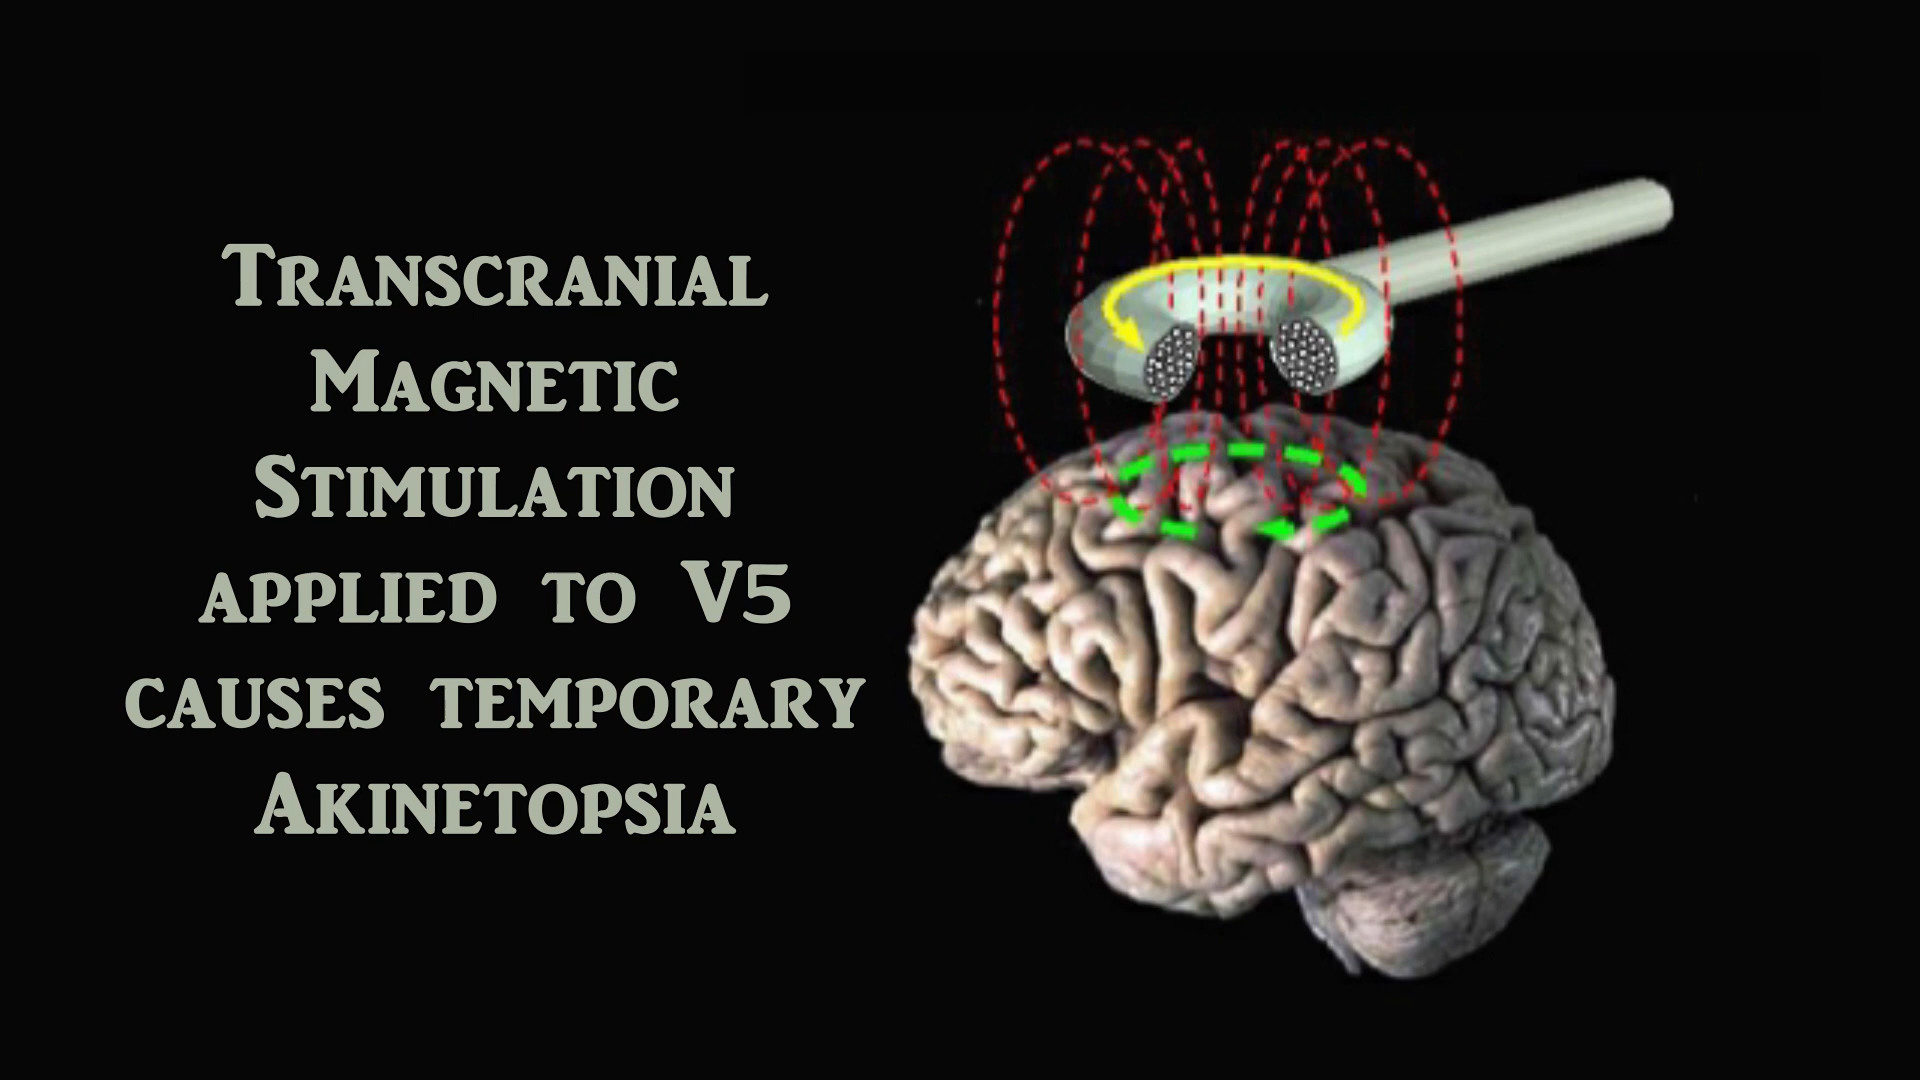 Transcranial
Magnetic
Stimulation
applied to V5
causes temporary
Akinetopsia